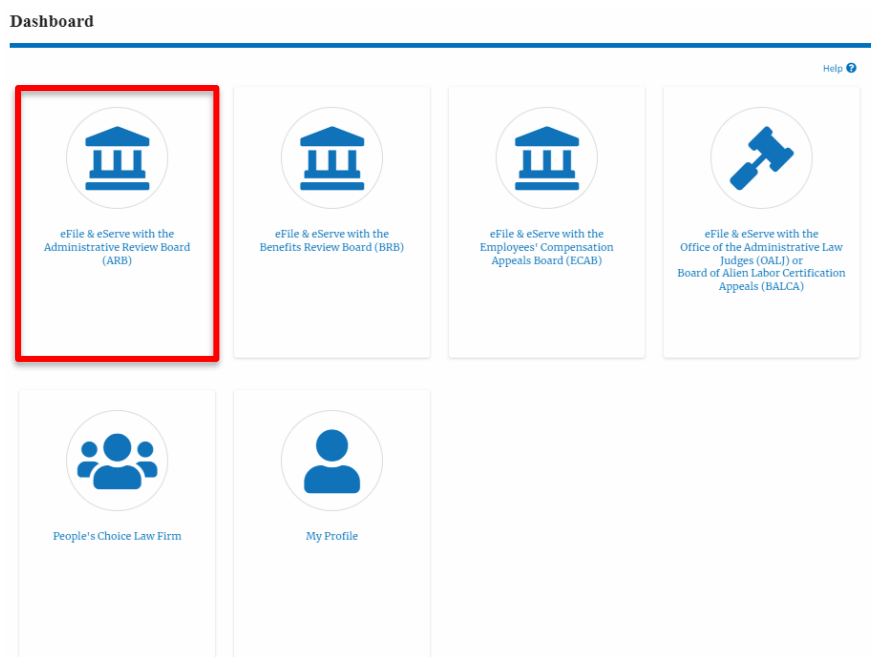 Dashboard
Help
eFile & eServe with the
Administrative Review Board
(ARB)
eFile & eServe with the
Benefits Review Board (BRB)
eFile & eServe with the
Employees' Compensation
Appeals Board (ECAB)
eFile & eServe with the
Office of the Administrative Law
Judges (OALJ) or
Board of Alien Labor Certification
Appeals (BALCA)
People's Choice Law Firm
My Profile